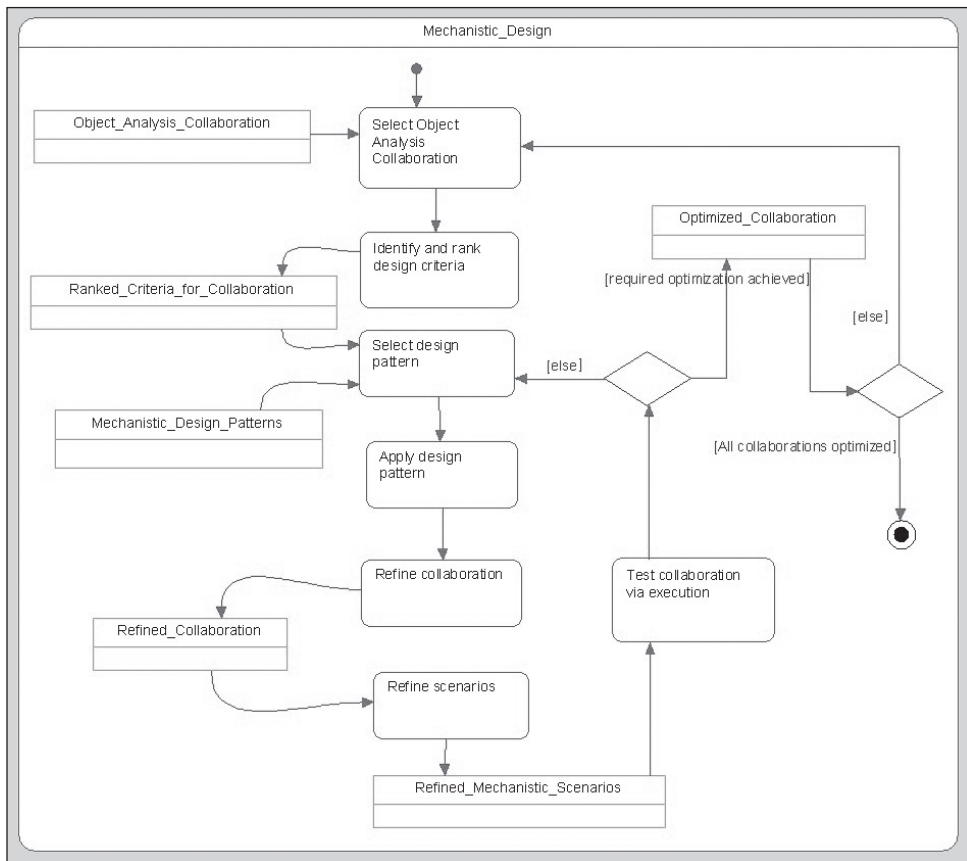 Mechanistic_Design
Object_Analysis_Collaboration
Select Object
Analysis
Collaboration
Optimized_Collaboration
Identify and rank
design criteria
[required optimization achieved]
Ranked_Criteria_for_Collaboration
[else]
Select design
pattern
[else]
Mechanistic_Design_Patterns
[All collaborations optimized]
Apply design
pattern
Refine collaboration
Test collaboration
via execution
Refined_Collaboration
Refine scenarios
Refined_Mechanistic_Scenarios